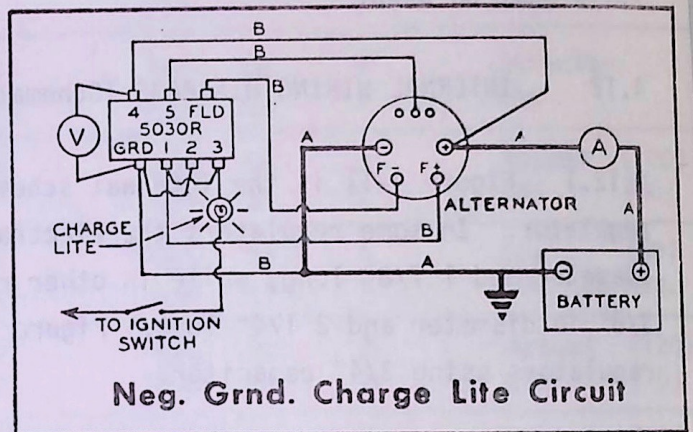 B
B
B
4 5 FLD
V
5030R
GRD 1 2 3
A
A
A
F- F+
ALTERNATOR
A
CHARGE
LITE
B
B
A
BATTERY
TO IGNITION
SWITCH
Neg. Grnd. Charge Lite Circuit